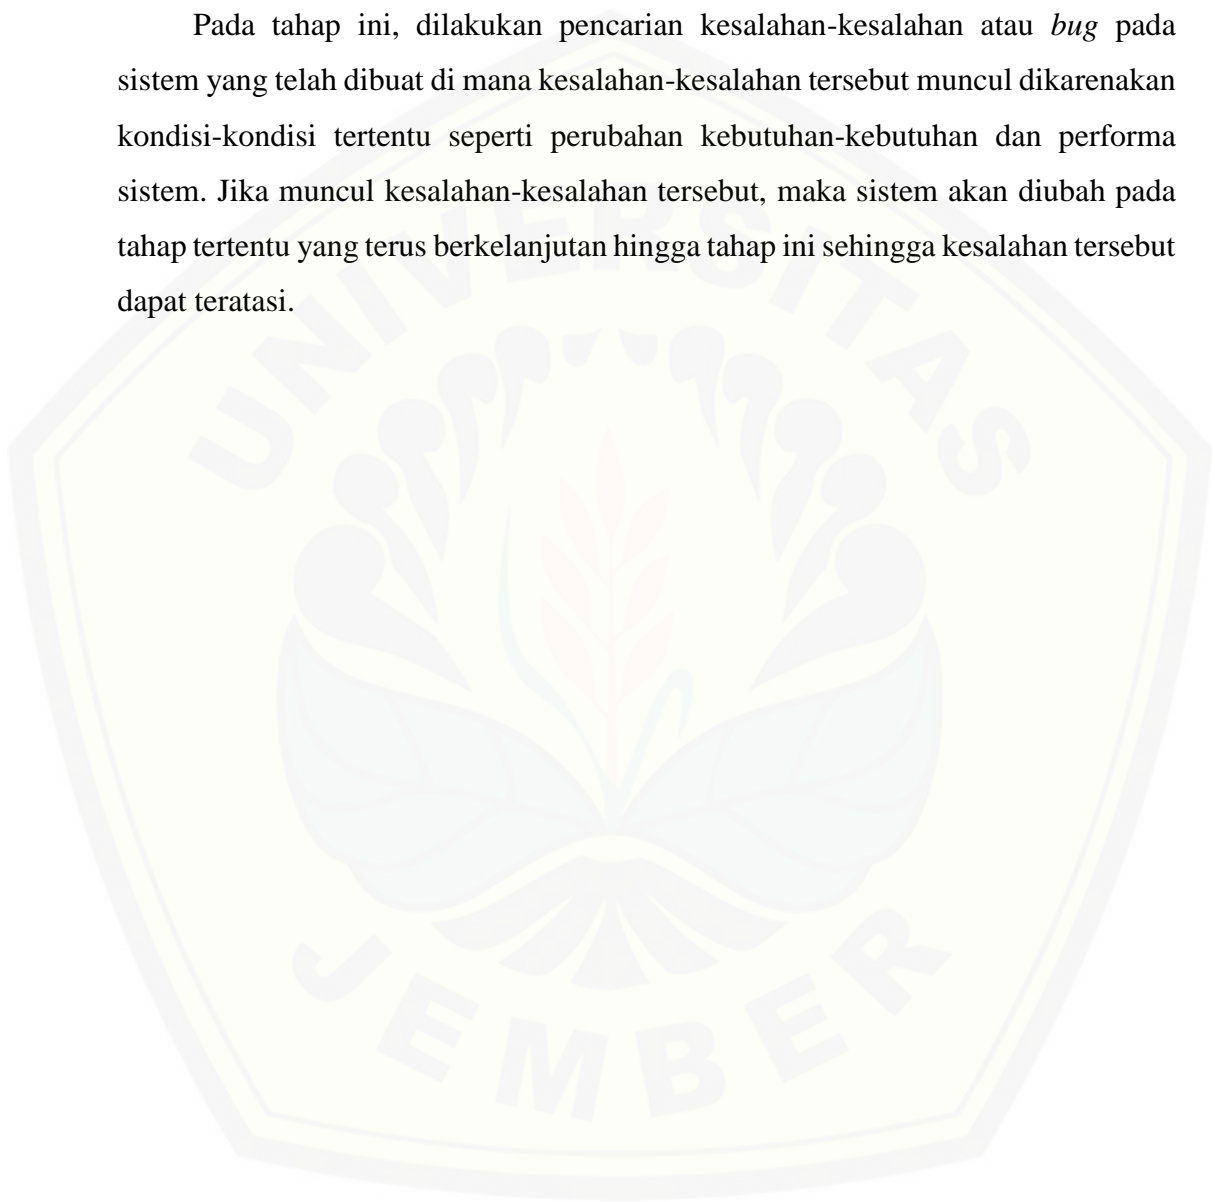 Pada tahap ini, dilakukan pencarian kesalahan-kesalahan atau bug pada
sistem yang telah dibuat di mana kesalahan-kesalahan tersebut muncul dikarenakan
kondisi-kondisi tertentu seperti perubahan kebutuhan-kebutuhan dan performa
sistem. Jika muncul kesalahan-kesalahan tersebut, maka sistem akan diubah pada
tahap tertentu yang terus berkelanjutan hingga tahap ini sehingga kesalahan tersebut
dapat teratasi.
UNIVERSITAS
JEMBER